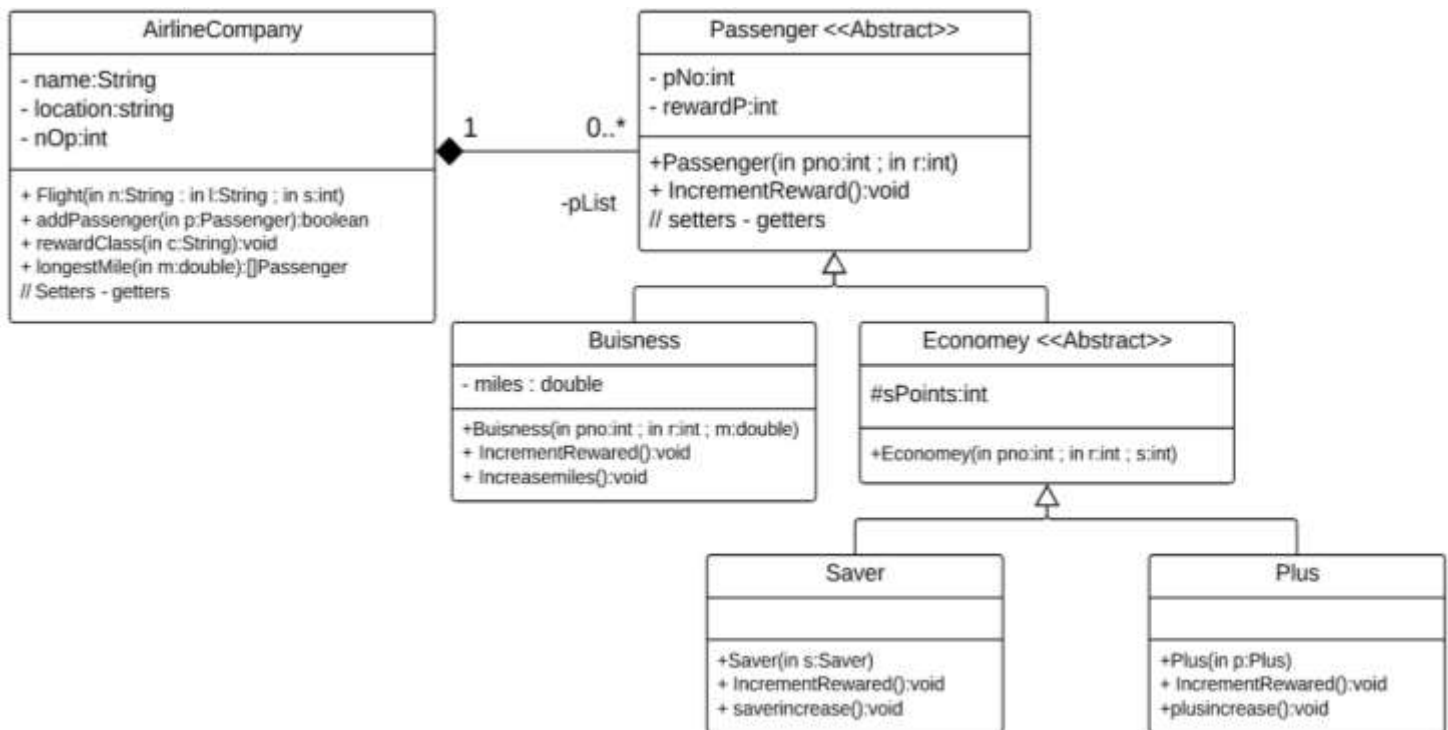 AirlineCompany
- name:String
- location:string
- nOp:int
+ Flight(in n:String : in l:String ; in s:int)
+ addPassenger(in p:Passenger):boolean
+ rewardClass(in c:String):void
+ longestMile(in m:double):[]Passenger
// Setters - getters
1
0..*
-pList
Passenger <<Abstract>>
- pNo:int
- rewardP:int
+Passenger(in pno:int ; in r:int)
+ IncrementReward():void
// setters - getters
Buisness
- miles : double
+Buisness(in pno:int ; in r:int ; m:double)
+ IncrementRewared():void
+ Increasemiles():void
Economey <<Abstract>>
#sPoints:int
+Economey(in pno:int ; in r:int ; s:int)
Saver
+Saver(in s:Saver)
+ IncrementRewared():void
+ saverincrease():void
Plus
+Plus(in p:Plus)
+ IncrementRewared():void
+plusincrease():void